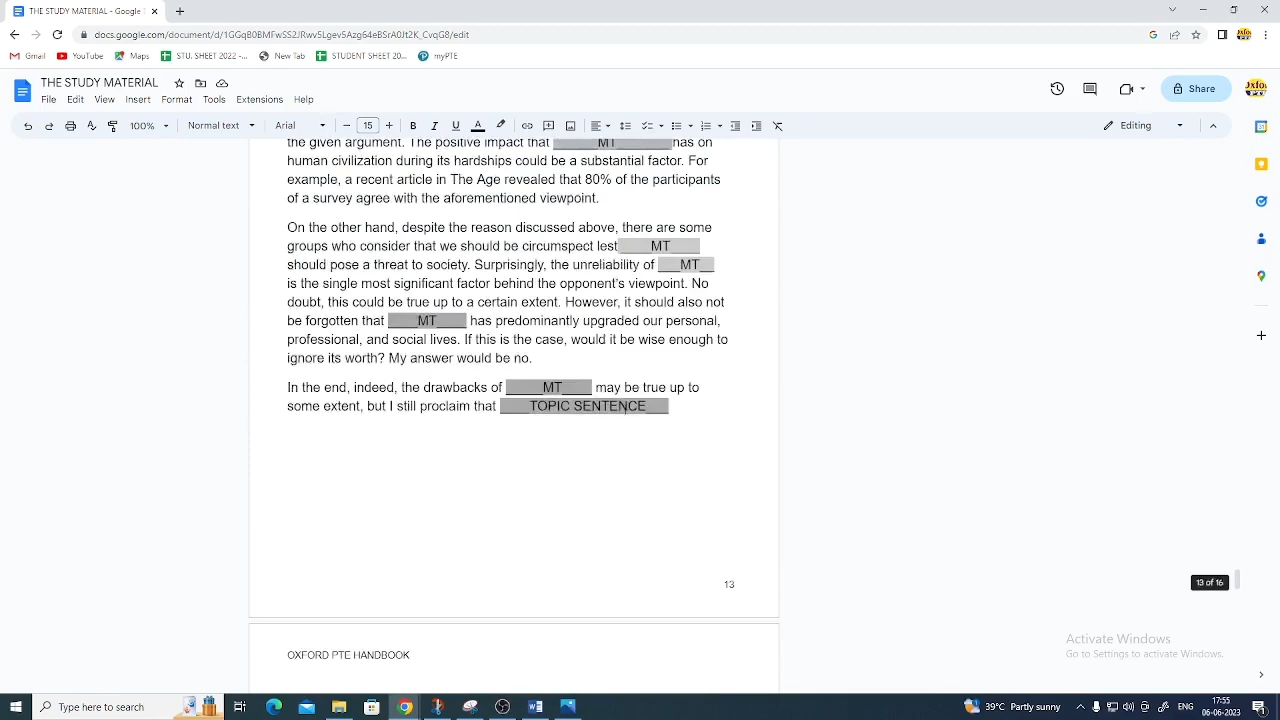 THE STUDY MATERIAL - Google
docs.google.com/document/d/1GGqB0BMFwSS2JRwv5Lgev5Azg64eBSrA0Jt2K_CvqG8/edit
Gmail YouTube Maps STU. SHEET 2022 -... New Tab STUDENT SHEET 20... myPTE
THE STUDY MATERIAL
File Edit View Insert Format Tools Extensions Help
Share
100% Normal text Arial 15 B I U A Editing
the given argument. The positive impact that ____MT____has on
human civilization during its hardships could be a substantial factor. For
example, a recent article in The Age revealed that 80% of the participants
of a survey agree with the aforementioned viewpoint.
On the other hand, despite the reason discussed above, there are some
groups who consider that we should be circumspect lest____MT____
should pose a threat to society. Surprisingly, the unreliability of ___MT__
is the single most significant factor behind the opponent's viewpoint. No
doubt, this could be true up to a certain extent. However, it should also not
be forgotten that ____MT____ has predominantly upgraded our personal,
professional, and social lives. If this is the case, would it be wise enough to
ignore its worth? My answer would be no.
In the end, indeed, the drawbacks of _____MT____ may be true up to
some extent, but I still proclaim that ____TOPIC SENTENCE___
13
13 of 16
OXFORD PTE HANDBOOK
Activate Windows
Go to Settings to activate Windows.
Type here to search
39°C Partly sunny
ENG
17:55
06-06-2023